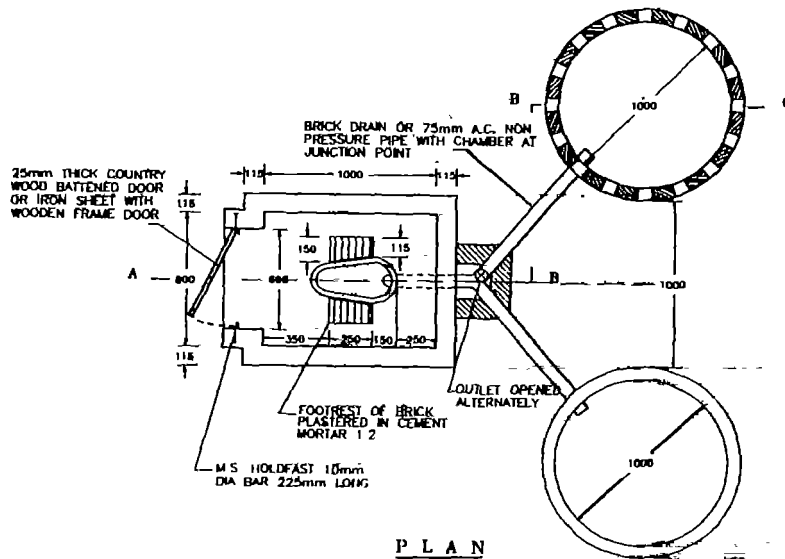 B
1000
BRICK DRAIN OR 75mm A.C. NON
PRESSURE PIPE WITH CHAMBER AT
JUNCTION POINT
25mm THICK COUNTRY
WOOD BATTENED DOOR
OR IRON SHEET WITH
WOODEN FRAME DOOR
115
1000
115
115
150
115
A
800
600
B
1000
350
250
150
250
115
OUTLET OPENED
ALTERNATELY
FOOTREST OF BRICK
PLASTERED IN CEMENT
MORTAR 1 2
1000
M S HOLDFAST 10mm
DIA BAR 225mm LONG
PLAN